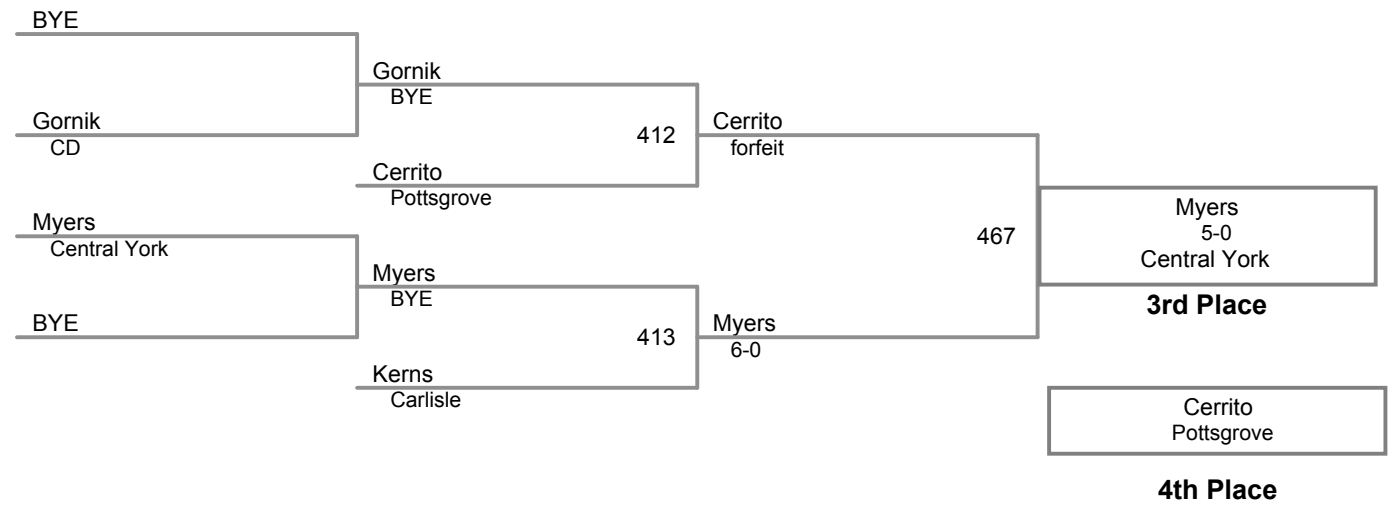 BYE
Gornik
CD
Myers
Central York
BYE
Gornik
BYE
Cerrito
Pottsgrove
Myers
BYE
Kerns
Carlisle
412
413
Cerrito
forfeit
Myers
6-0
467
Myers
5-0
Central York
3rd Place
Cerrito
Pottsgrove
4th Place